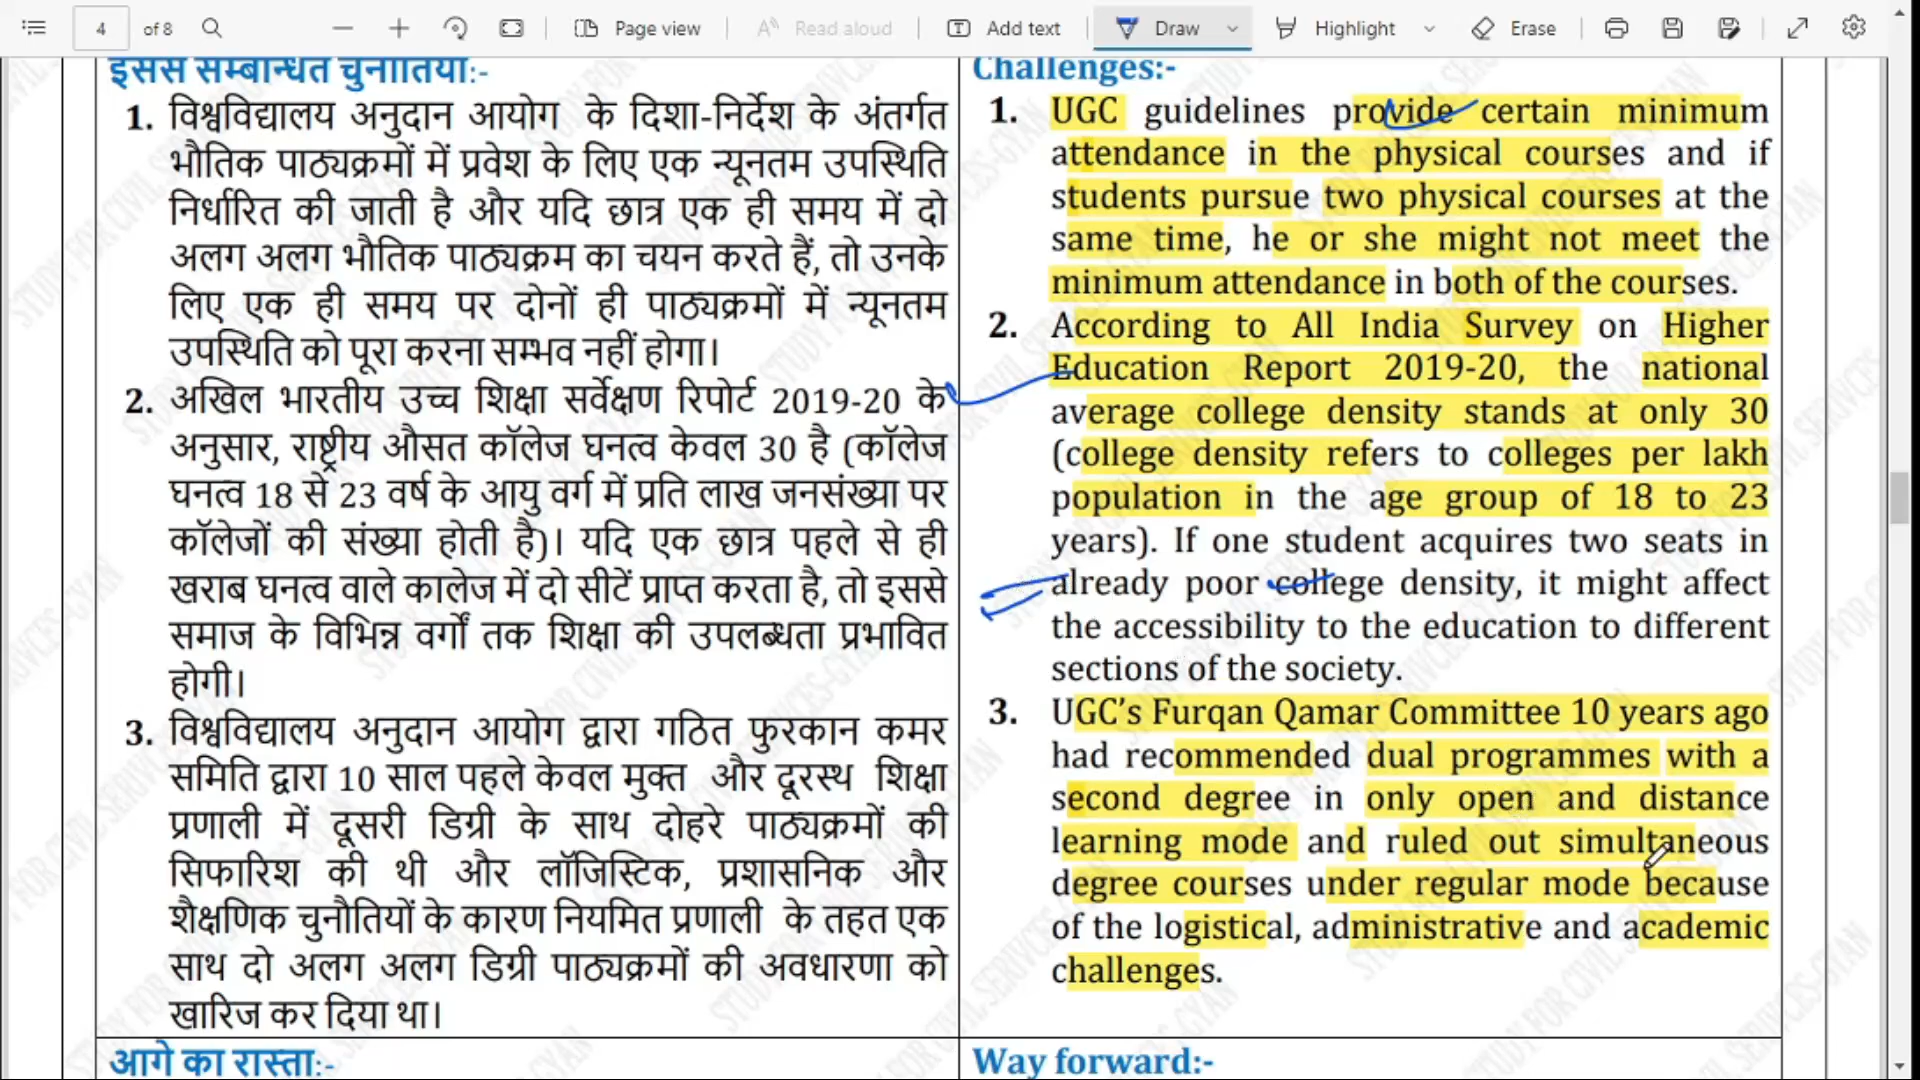 4 of 8 Page view Read aloud Add text Draw Highlight Erase
इससे सम्बन्धित चुनौतियां:-
1. विश्वविद्यालय अनुदान आयोग के दिशा-निर्देश के अंतर्गत
भौतिक पाठ्यक्रमों में प्रवेश के लिए एक न्यूनतम उपस्थिति
निर्धारित की जाती है और यदि छात्र एक ही समय में दो
अलग अलग भौतिक पाठ्यक्रम का चयन करते हैं, तो उनके
लिए एक ही समय पर दोनों ही पाठ्यक्रमों में न्यूनतम
उपस्थिति को पूरा करना सम्भव नहीं होगा।
2. अखिल भारतीय उच्च शिक्षा सर्वेक्षण रिपोर्ट 2019-20 के
अनुसार, राष्ट्रीय औसत कॉलेज घनत्व केवल 30 है (कॉलेज
घनत्व 18 से 23 वर्ष के आयु वर्ग में प्रति लाख जनसंख्या पर
कॉलेजों की संख्या होती है)। यदि एक छात्र पहले से ही
खराब घनत्व वाले कालेज में दो सीटें प्राप्त करता है, तो इससे
समाज के विभिन्न वर्गों तक शिक्षा की उपलब्धता प्रभावित
होगी।
3. विश्वविद्यालय अनुदान आयोग द्वारा गठित फुरकान कमर
समिति द्वारा 10 साल पहले केवल मुक्त और दूरस्थ शिक्षा
प्रणाली में दूसरी डिग्री के साथ दोहरे पाठ्यक्रमों की
सिफारिश की थी और लॉजिस्टिक, प्रशासनिक और
शैक्षणिक चुनौतियों के कारण नियमित प्रणाली के तहत एक
साथ दो अलग अलग डिग्री पाठ्यक्रमों की अवधारणा को
खारिज कर दिया था।
आगे का रास्ता:-
Challenges:-
1. UGC guidelines provide certain minimum
attendance in the physical courses and if
students pursue two physical courses at the
same time, he or she might not meet the
minimum attendance in both of the courses.
2. According to All India Survey on Higher
Education Report 2019-20, the national
average college density stands at only 30
(college density refers to colleges per lakh
population in the age group of 18 to 23
years). If one student acquires two seats in
already poor college density, it might affect
the accessibility to the education to different
sections of the society.
3. UGC’s Furqan Qamar Committee 10 years ago
had recommended dual programmes with a
second degree in only open and distance
learning mode and ruled out simultaneous
degree courses under regular mode because
of the logistical, administrative and academic
challenges.
Way forward:-